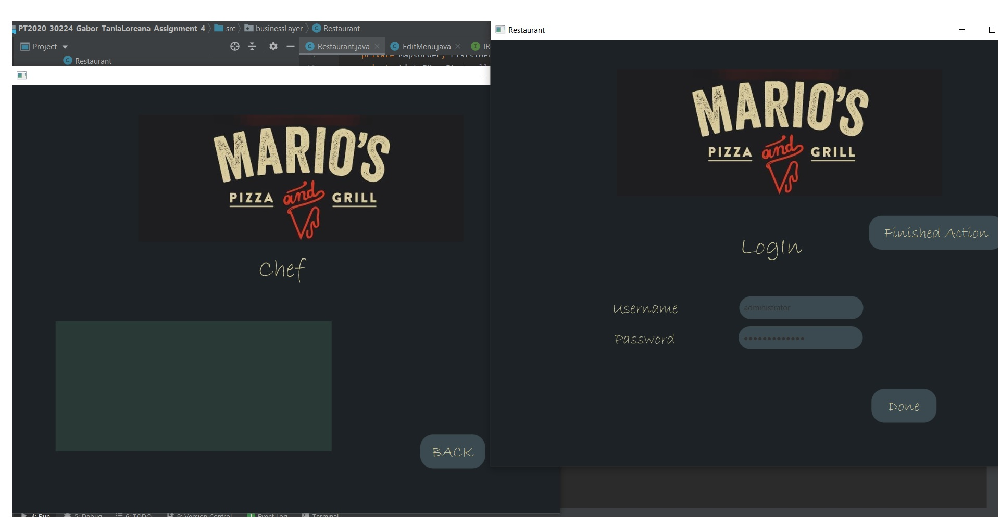 PT2020_30224_Gabor_TaniaLoreana_Assignment_4 src businessLayer Restaurant
Project
Restaurant.java EditMenu.java
Restaurant
private
Restaurant
MARIO'S
PIZZA and GRILL
Chef
BACK
MARIO'S
PIZZA and GRILL
Finished Action
LogIn
Username administrator
Password •••••••••••••
Done
4: Run 5: Debug 6: TODO 9: Version Control 1 Event Log Terminal